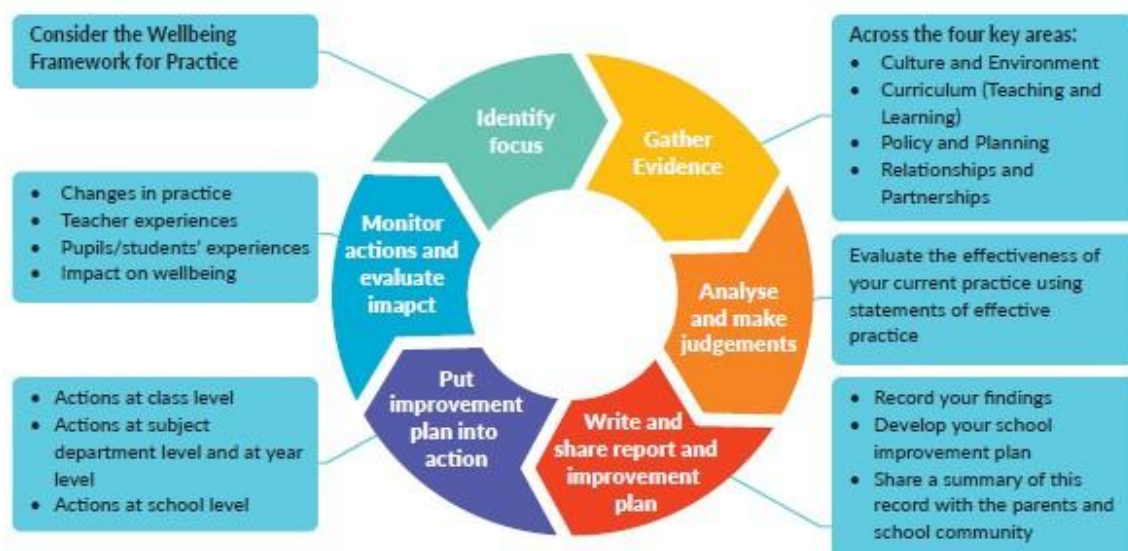 Consider the Wellbeing
Framework for Practice
Identify
focus
Gather
Evidence
Across the four key areas:
• Culture and Environment
• Curriculum (Teaching and
Learning)
• Policy and Planning
• Relationships and
Partnerships
• Changes in practice
• Teacher experiences
• Pupils/students' experiences
• Impact on wellbeing
Monitor
actions and
evaluate
imapct
Analyse
and make
judgements
Evaluate the effectiveness of
your current practice using
statements of effective
practice
• Actions at class level
• Actions at subject
department level and at year
level
• Actions at school level
Put
improvement
plan into
action
Write and
share report and
improvement
plan
• Record your findings
• Develop your school
improvement plan
• Share a summary of this
record with the parents and
school community